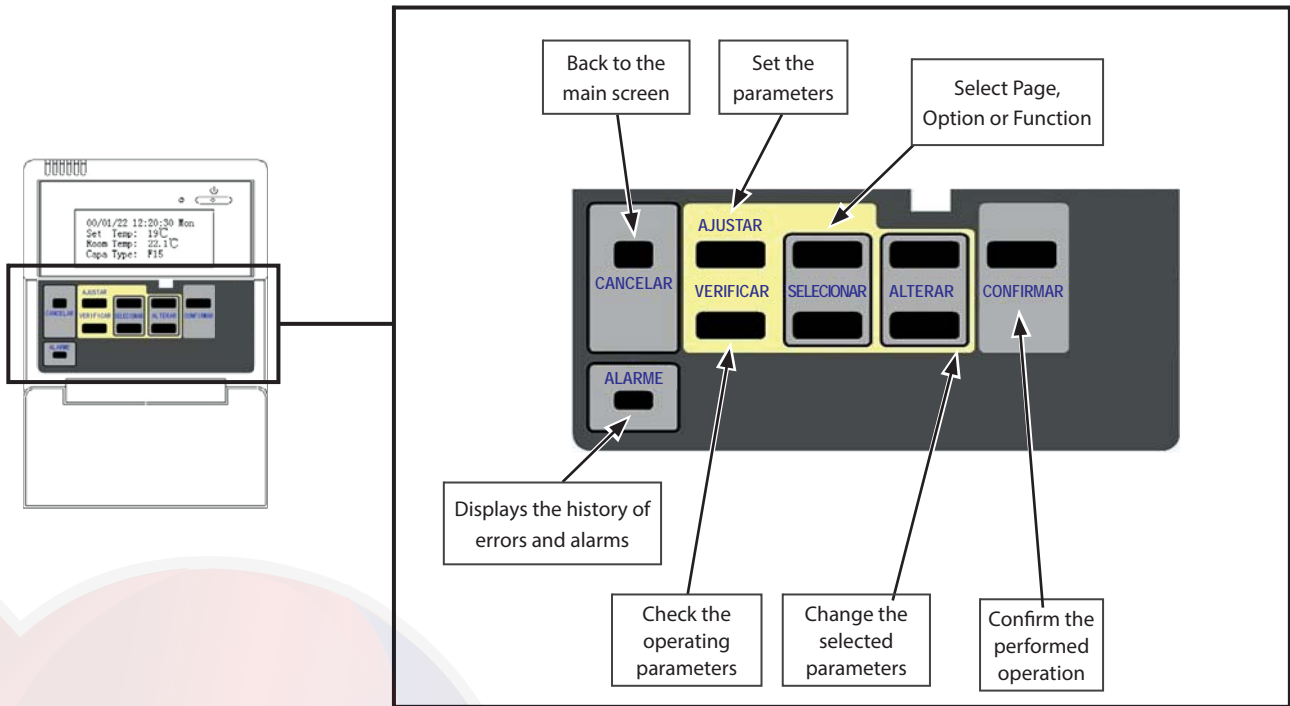 Back to the
main screen
Set the
parameters
Select Page,
Option or Function
00/01/22 12:20:30 Mon
Set Temp: 19℃
Room Temp: 22.1℃
Capa Type: F15
AJUSTAR
CANCELAR
VERIFICAR
SELECIONAR
ALTERAR
CONFIRMAR
ALARME
AJUSTAR
CANCELAR
VERIFICAR
SELECIONAR
ALTERAR
CONFIRMAR
ALARME
Displays the history of
errors and alarms
Check the
operating
parameters
Change the
selected
parameters
Confirm the
performed
operation